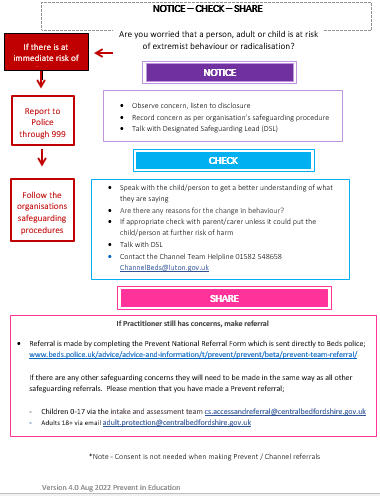 NOTICE – CHECK – SHARE
Are you worried that a person, adult or child is at risk
of extremist behaviour or radicalisation?
If there is at
immediate risk of
NOTICE
Report to
Police
through 999
Observe concern, listen to disclosure
Record concern as per organisation's safeguarding procedure
Talk with Designated Safeguarding Lead (DSL)
CHECK
Follow the
organisations
safeguarding
procedures
Speak with the child/person to get a better understanding of what
they are saying
Are there any reasons for the change in behaviour?
If appropriate check with parent/carer unless it could put the
child/person at further risk of harm
Talk with DSL
Contact the Channel Team Helpline 01582 548658
ChannelBeds@luton.gov.uk
SHARE
If Practitioner still has concerns, make referral
Referral is made by completing the Prevent National Referral Form which is sent directly to Beds police;
www.beds.police.uk/advice/advice-and-information/t/prevent/prevent/beta/prevent-team-referral/
If there are any other safeguarding concerns they will need to be made in the same way as all other
safeguarding referrals. Please mention that you have made a Prevent referral;
- Children 0-17 via the intake and assessment team cs.accessandreferral@centralbedfordshire.gov.uk
- Adults 18+ via email adult.protection@centralbedfordshire.gov.uk
*Note - Consent is not needed when making Prevent / Channel referrals
Version 4.0 Aug 2022 Prevent in Education